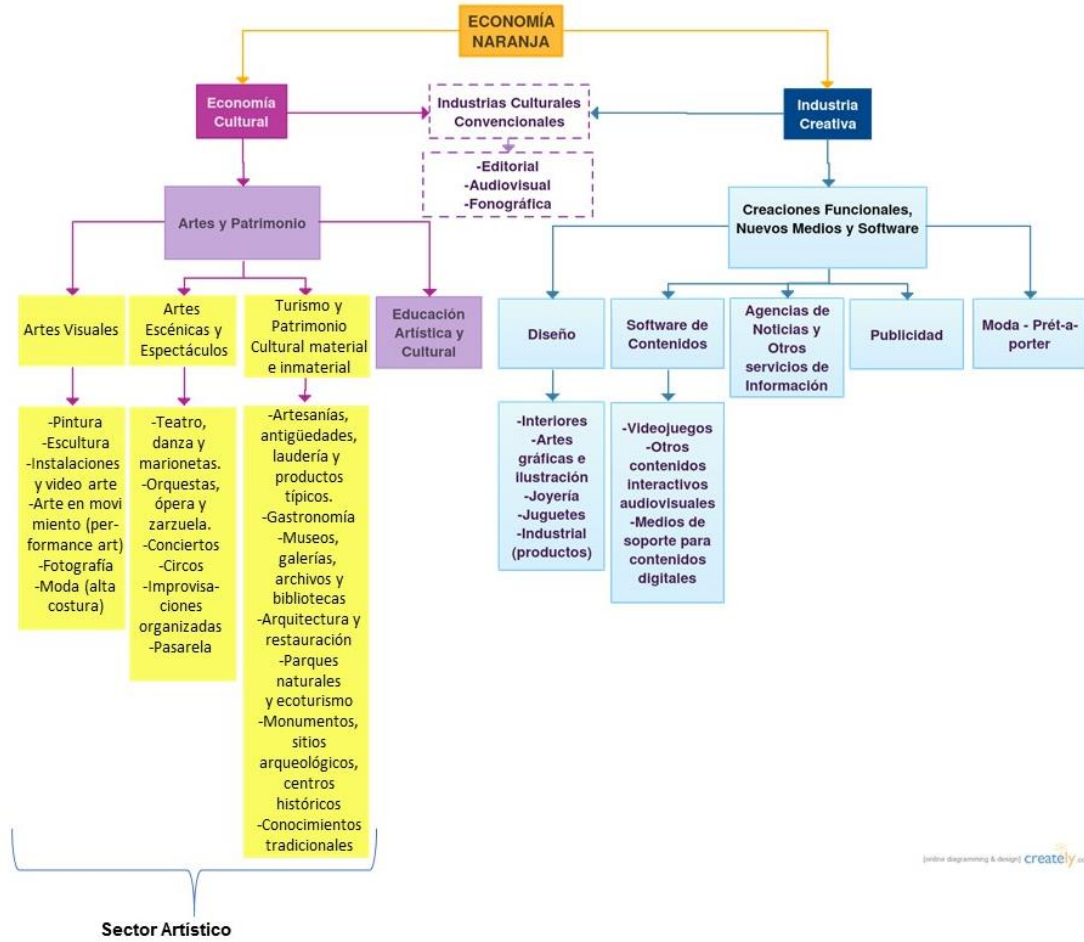 ECONOMÍA
NARANJA
Economía
Cultural
Industrias Culturales
Convencionales
Industria
Creativa
-Editorial
-Audiovisual
-Fonográfica
Artes y Patrimonio
Creaciones Funcionales,
Nuevos Medios y Software
Artes Visuales
Artes
Escénicas y
Espectáculos
Turismo y
Patrimonio
Cultural material
e inmaterial
Educación
Artística y
Cultural
Diseño
Software de
Contenidos
Agencias de
Noticias y
Otros
servicios de
Información
Publicidad
Moda - Prét-a-
porter
-Pintura
-Escultura
-Instalaciones
y video arte
-Arte en movi
miento (per-
formance art)
-Fotografía
-Moda (alta
costura)
-Teatro,
danza y
marionetas.
-Orquestas,
ópera y
zarzuela.
-Conciertos
-Circos
-Improvisa-
ciones
organizadas
-Pasarela
-Artesanías,
antigüedades,
laudería y
productos
típicos.
-Gastronomía
-Museos,
galerías,
archivos y
bibliotecas
-Arquitectura y
restauración
-Parques
naturales
y ecoturismo
-Monumentos,
sitios
arqueológicos,
centros
históricos
-Conocimientos
tradicionales
-Interiores
-Artes
gráficas e
ilustración
-Joyería
-Juguetes
-Industrial
(productos)
-Videojuegos
-Otros
contenidos
interactivos
audiovisuales
-Medios de
soporte para
contenidos
digitales
[online diagramming & design] creately
Sector Artístico